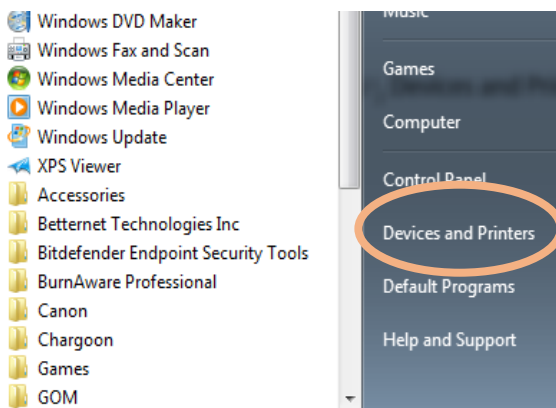 Windows DVD Maker
Windows Fax and Scan
Windows Media Center
Windows Media Player
Windows Update
XPS Viewer
Accessories
Betternet Technologies Inc
Bitdefender Endpoint Security Tools
BurnAware Professional
Canon
Chargoon
Games
GOM
Music
Games
Computer
Control Panel
Devices and Printers
Default Programs
Help and Support